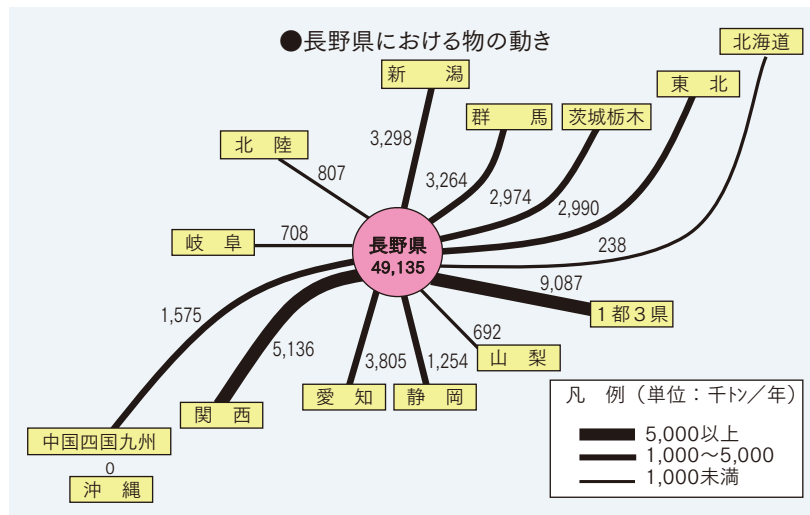 ●長野県における物の動き
北海道
新　潟
東　北
群　馬
茨城栃木
北　陸
3,298
807
3,264
2,974
2,990
岐　阜
708
238
長野県
49,135
9,087
1都3県
1,575
5,136
3,805
1,254
692
山　梨
愛　知
静　岡
関　西
中国四国九州
0
沖　縄
凡　例（単位：千トン／年）
5,000以上
1,000〜5,000
1,000未満